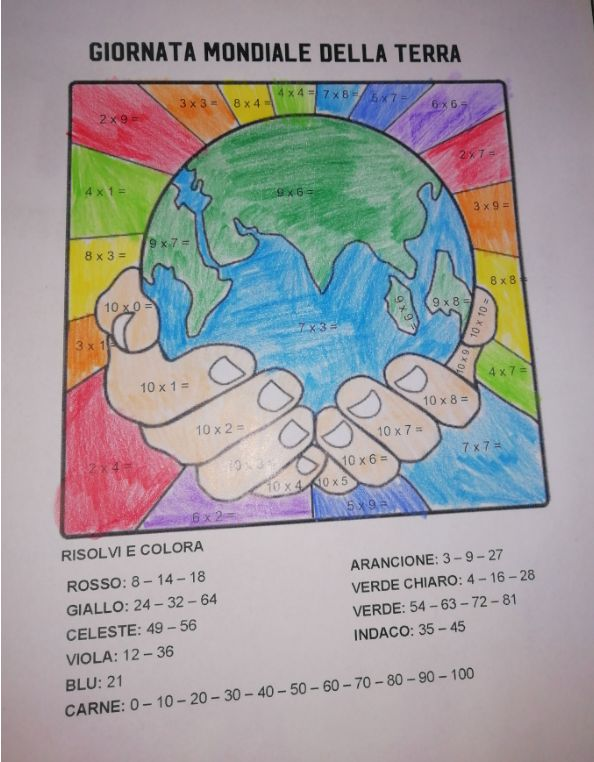 GIORNATA MONDIALE DELLA TERRA
2 x 9 =
3 x 3 =
8 x 4 =
4 x 4 =
7 x 8 =
5 x 7 =
6 x 6 =
2 x 7 =
4 x 1 =
9 x 6 =
3 x 9 =
9 x 7 =
8 x 3 =
8 x 8 =
10 x 0 =
9 x 9 =
9 x 8 =
10 x 10 =
7 x 3 =
3 x 1
10 x 9
4 x 7 =
10 x 1 =
10 x 8 =
10 x 2 =
10 x 7 =
7 x 7 =
2 x 4 =
10 x 3 =
10 x 6 =
10 x 4
10 x 5
6 x 2 =
5 x 9 =
RISOLVI E COLORA
ROSSO: 8 – 14 – 18
GIALLO: 24 – 32 – 64
CELESTE: 49 – 56
VIOLA: 12 – 36
BLU: 21
ARANCIONE: 3 – 9 – 27
VERDE CHIARO: 4 – 16 – 28
VERDE: 54 – 63 – 72 – 81
INDACO: 35 – 45
CARNE: 0 – 10 – 20 – 30 – 40 – 50 – 60 – 70 – 80 – 90 – 100